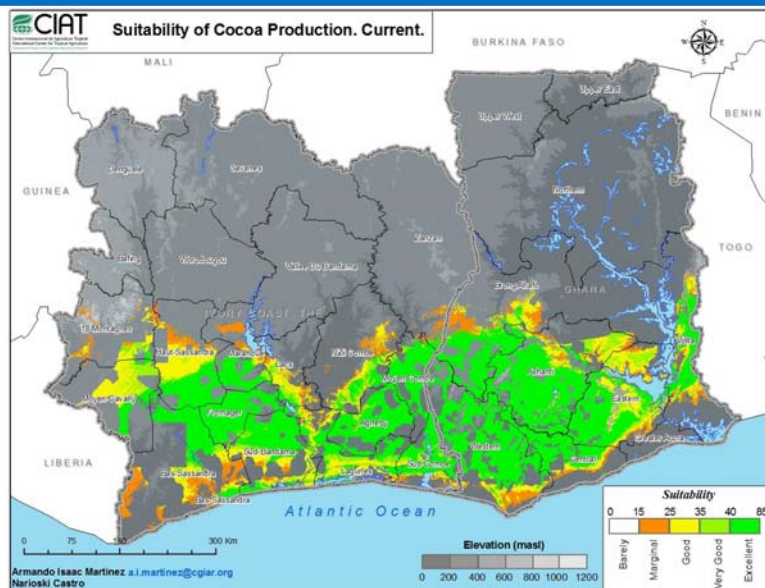 CIAT
Centro Internacional de Agricultura Tropical
International Center for Tropical Agriculture
Suitability of Cocoa Production. Current.
BURKINA FASO
MALI
Upper East
Upper West
BENIN
Denguele
Savanes
Northern
GUINEA
Zanzan
Bafing
Worodougou
Vallee Du Bandama
TOGO
Brong Ahafo
GHANA
IVORY COAST THE
18 Montagnes
Haut-Sassandra
Marahoue
N'Zi Comoe
Volta
Moyen Comoe
Ashanti
Moyen-Cavally
Fromager
Eastern
Agneby
Western
Greater Accra
Sud-Bandama
Central
LIBERIA
Bas-Sassandra
Lagunes
Sud Comoe
Bas-Sassandra
Atlantic Ocean
Suitability
0 15 25 35 40 85
Barely
Marginal
Good
Very Good
Excellent
0 150 300 Km
Elevation (masl)
0 200 400 600 800 1000 1200
Armando Isaac Martinez a.i.martinez@cgiar.org
Narioski Castro